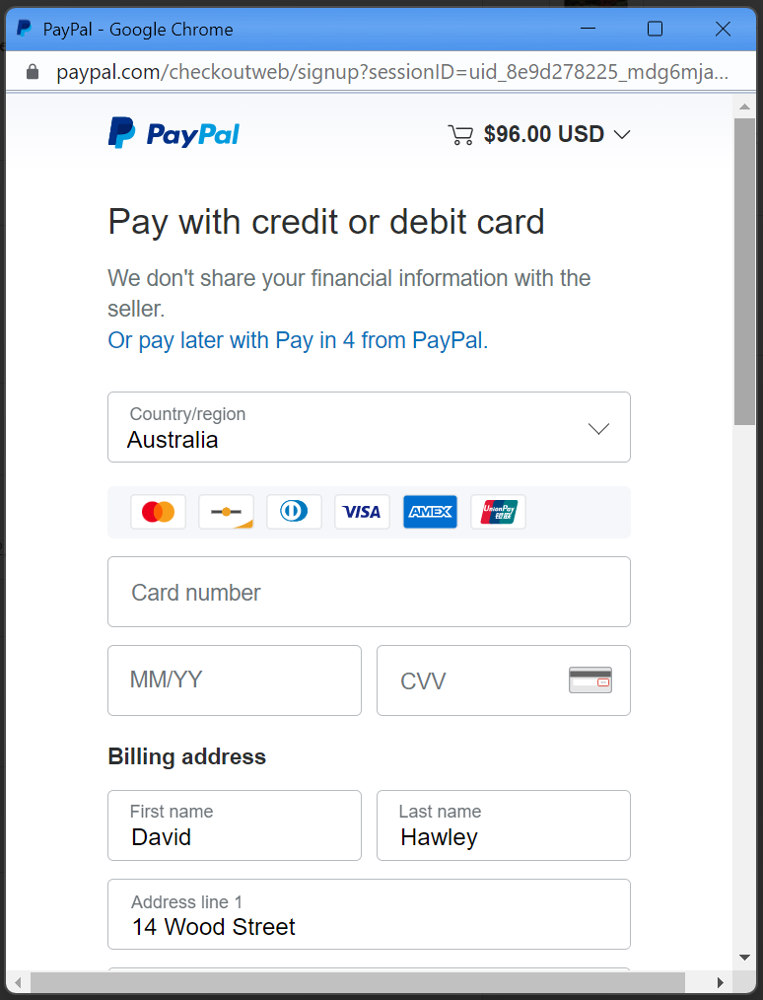 PayPal - Google Chrome
paypal.com/checkoutweb/signup?sessionID=uid_8e9d278225_mdg6mja...
PayPal
$96.00 USD
Pay with credit or debit card
We don't share your financial information with the
seller.
Or pay later with Pay in 4 from PayPal.
Country/region
Australia
VISA AMEX UnionPay 银联
Card number
MM/YY CVV
Billing address
First name Last name
David Hawley
Address line 1
14 Wood Street